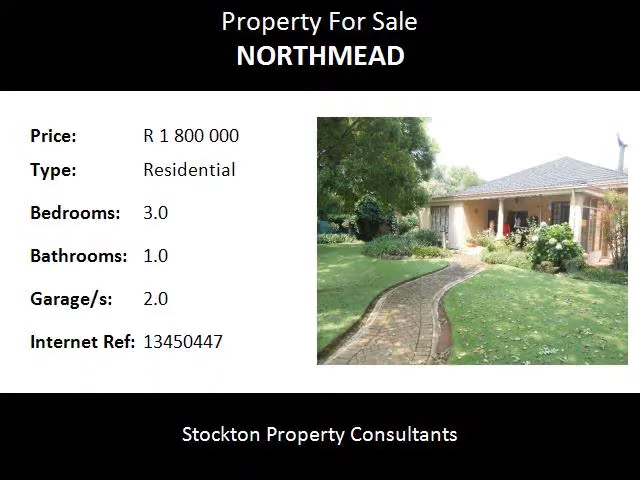 Property For Sale
NORTHMEAD
Price: R 1 800 000
Type: Residential
Bedrooms: 3.0
Bathrooms: 1.0
Garage/s: 2.0
Internet Ref: 13450447
Stockton Property Consultants